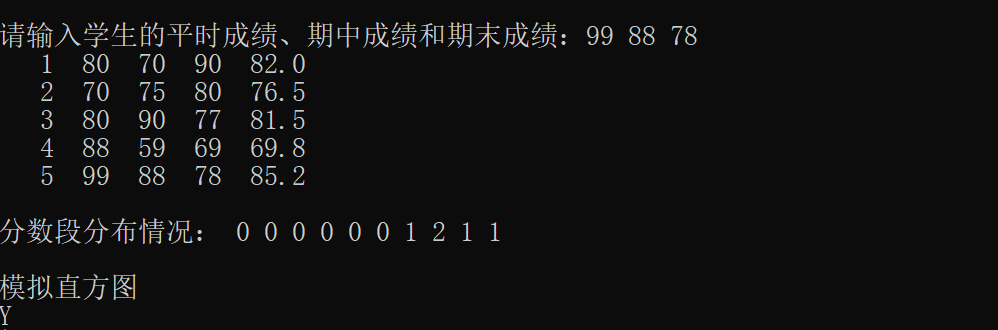 请输入学生的平时成绩、期中成绩和期末成绩：99 88 78
1 80 70 90 82.0
2 70 75 80 76.5
3 80 90 77 81.5
4 88 59 69 69.8
5 99 88 78 85.2
分数段分布情况： 0 0 0 0 0 0 1 2 1 1
模拟直方图
Y